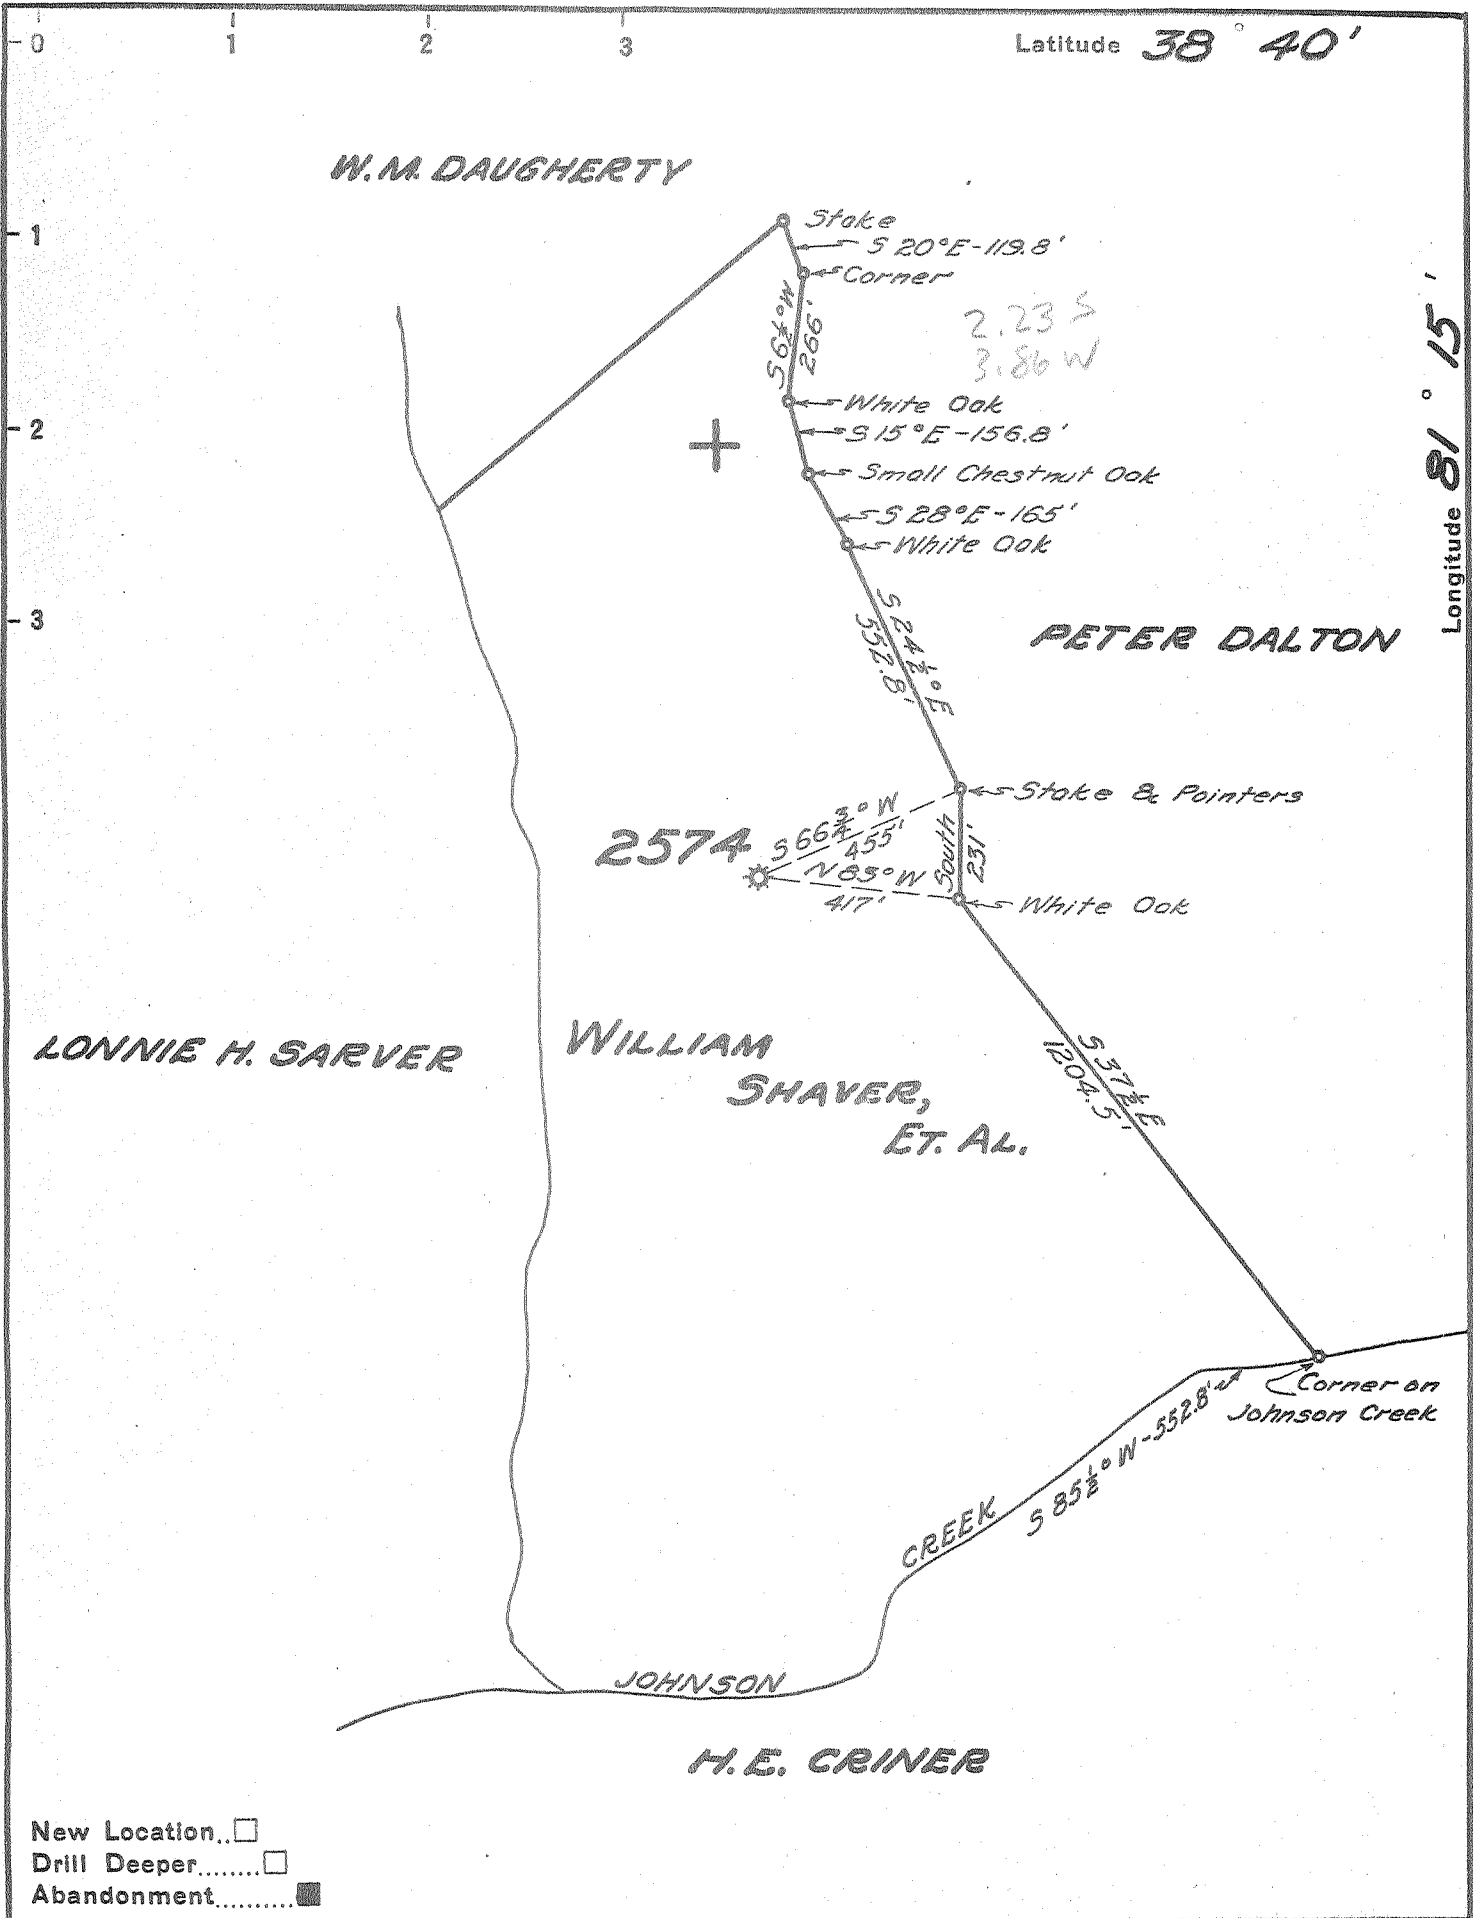 0 1 2 3 Latitude 38° 40'
W.M. DAUGHERTY
Stake
S 20°E-119.8'
1
Corner
S 6½°W
266'
2.23 S
3.86 W
Longitude 81° 15'
White Oak
2
S 15°E-156.8'
Small Chestnut Oak
S 28°E-165'
White Oak
S 24½°E
552.8'
3
PETER DALTON
Stake & Pointers
2574
S 66¾°W
455'
N 85°W
417'
South
231'
White Oak
LONNIE H. SARVER
WILLIAM
SHAVER,
ET. AL.
S 37½ E
1204.5'
Corner on
Johnson Creek
S 85½° W-552.8'
CREEK
JOHNSON
H.E. CRINER
New Location..
Drill Deeper........
Abandonment..........